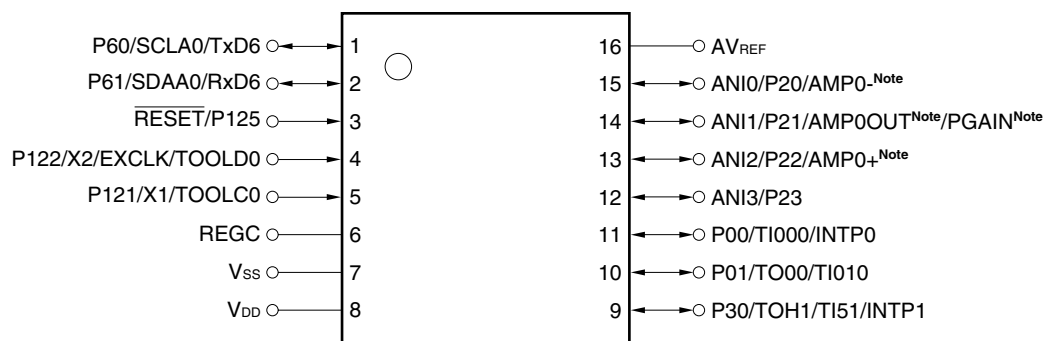 P60/SCLA0/TxD6 1 16 AVREF
P61/SDAA0/RxD6 2 15 ANI0/P20/AMP0-Note
RESET/P125 3 14 ANI1/P21/AMP0OUTNote/PGAINNote
P122/X2/EXCLK/TOOLD0 4 13 ANI2/P22/AMP0+Note
P121/X1/TOOLC0 5 12 ANI3/P23
REGC 6 11 P00/TI000/INTP0
VSS 7 10 P01/TO00/TI010
VDD 8 9 P30/TOH1/TI51/INTP1